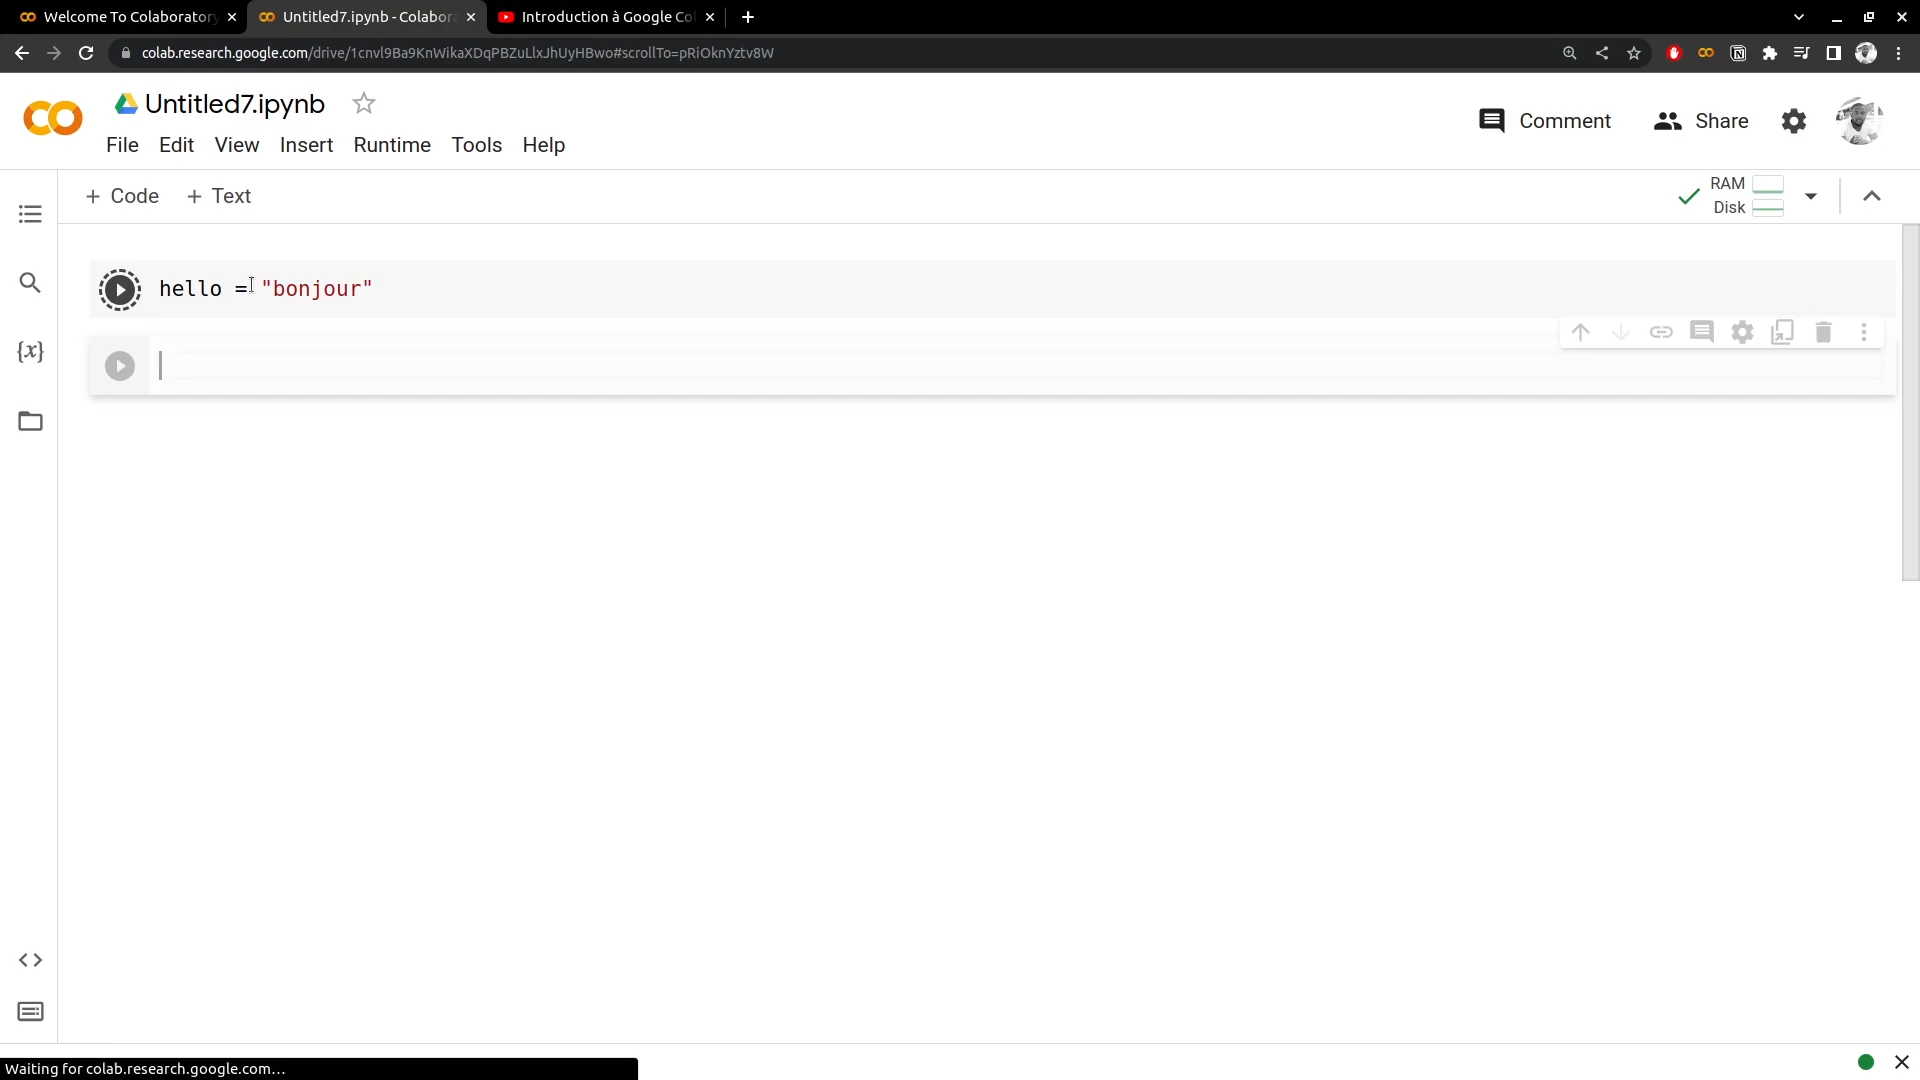 Welcome To Colaboratory
Untitled7.ipynb - Colabora
Introduction à Google Co
colab.research.google.com/drive/1cnvl9Ba9KnWikaXDqPBZuLlxJhUyHBwo#scrollTo=pRiOknYztv8W
Untitled7.ipynb
Comment
Share
File Edit View Insert Runtime Tools Help
+ Code + Text
RAM
Disk
{x}
hello = "bonjour"
Waiting for colab.research.google.com...